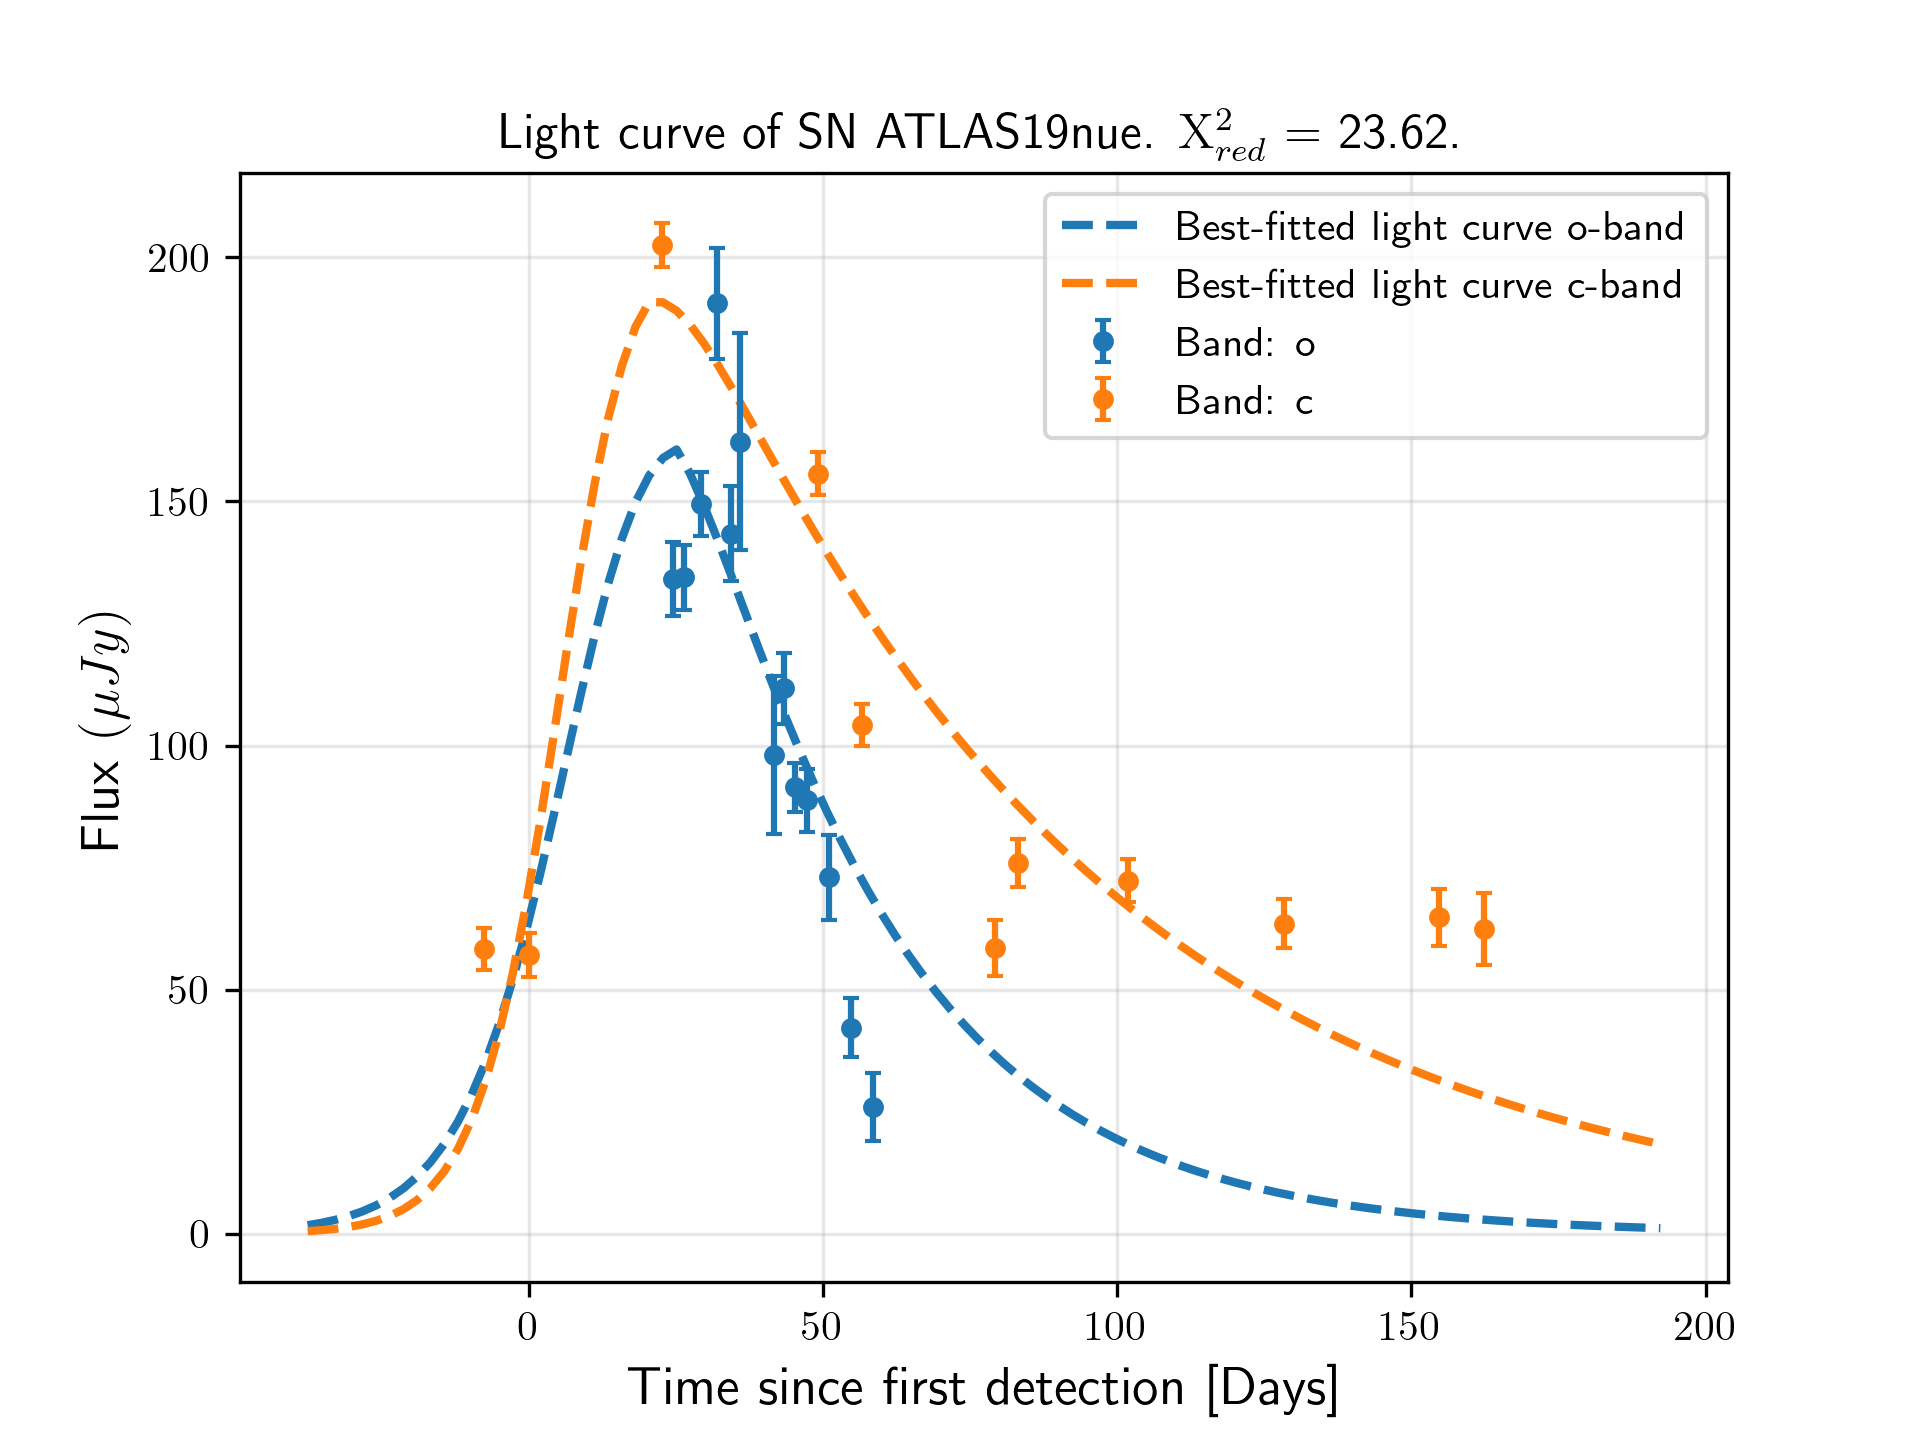 Light curve of SN ATLAS19nue. X²_red = 23.62.
Best-fitted light curve o-band
Best-fitted light curve c-band
Band: o
Band: c
Flux (μJy)
200
150
100
50
0
0 50 100 150 200
Time since first detection [Days]